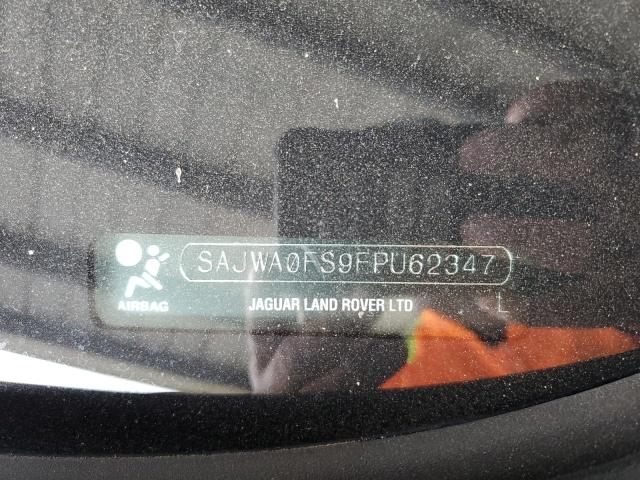 SAJWA0FS9FPU62347
AIRBAG
JAGUAR LAND ROVER LTD
L